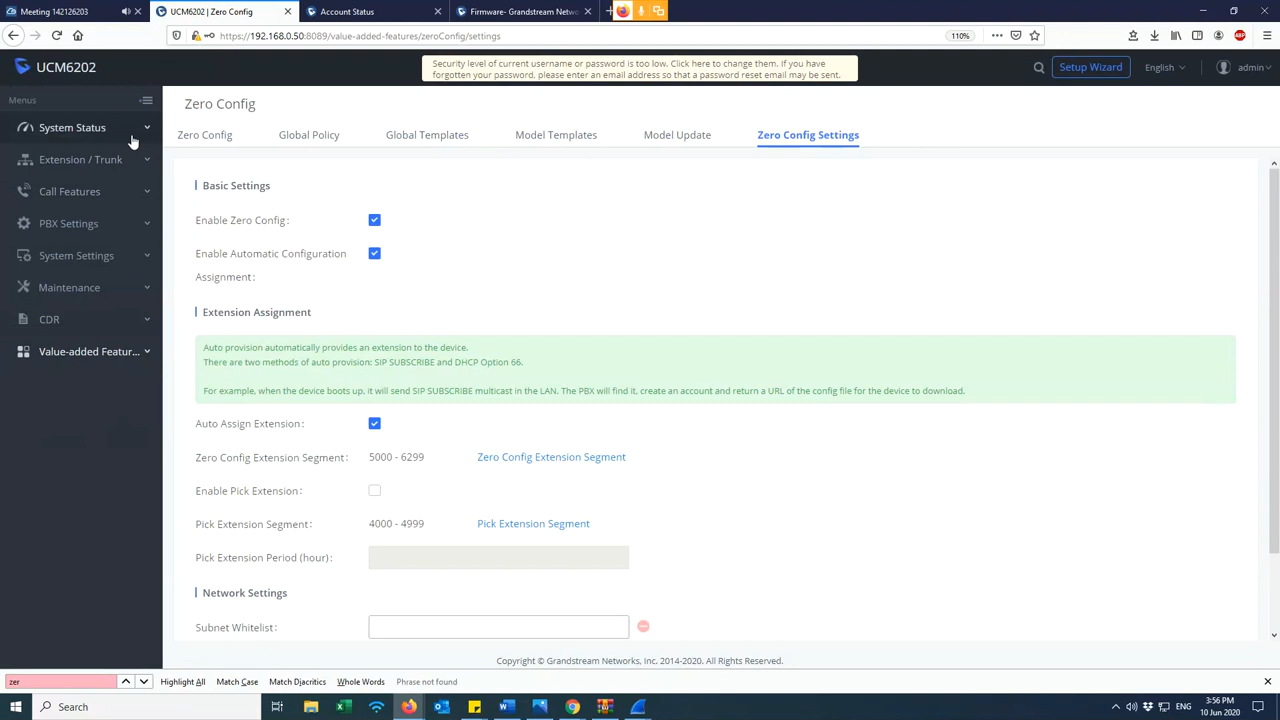 Meeting 142126203
UCM6202 | Zero Config
Account Status
Firmware- Grandstream Netwo
https://192.168.0.50:8089/value-added-features/zeroConfig/settings
110%
ABP
UCM6202
Security level of current username or password is too low. Click here to change them. If you have
forgotten your password, please enter an email address so that a password reset email may be sent.
Setup Wizard
English
admin
Menus
System Status
Extension / Trunk
Call Features
PBX Settings
System Settings
Maintenance
CDR
Value-added Featur...
Zero Config
Zero Config
Global Policy
Global Templates
Model Templates
Model Update
Zero Config Settings
Basic Settings
Enable Zero Config:
Enable Automatic Configuration
Assignment:
Extension Assignment
Auto provision automatically provides an extension to the device.
There are two methods of auto provision: SIP SUBSCRIBE and DHCP Option 66.
For example, when the device boots up, it will send SIP SUBSCRIBE multicast in the LAN. The PBX will find it, create an account and return a URL of the config file for the device to download.
Auto Assign Extension:
Zero Config Extension Segment: 5000 - 6299 Zero Config Extension Segment
Enable Pick Extension:
Pick Extension Segment: 4000 - 4999 Pick Extension Segment
Pick Extension Period (hour):
Network Settings
Subnet Whitelist:
Copyright © Grandstream Networks, Inc. 2014-2020. All Rights Reserved.
zer
Highlight All
Match Case
Match Diacritics
Whole Words
Phrase not found
Search
ENG
3:56 PM
10 Jun 2020